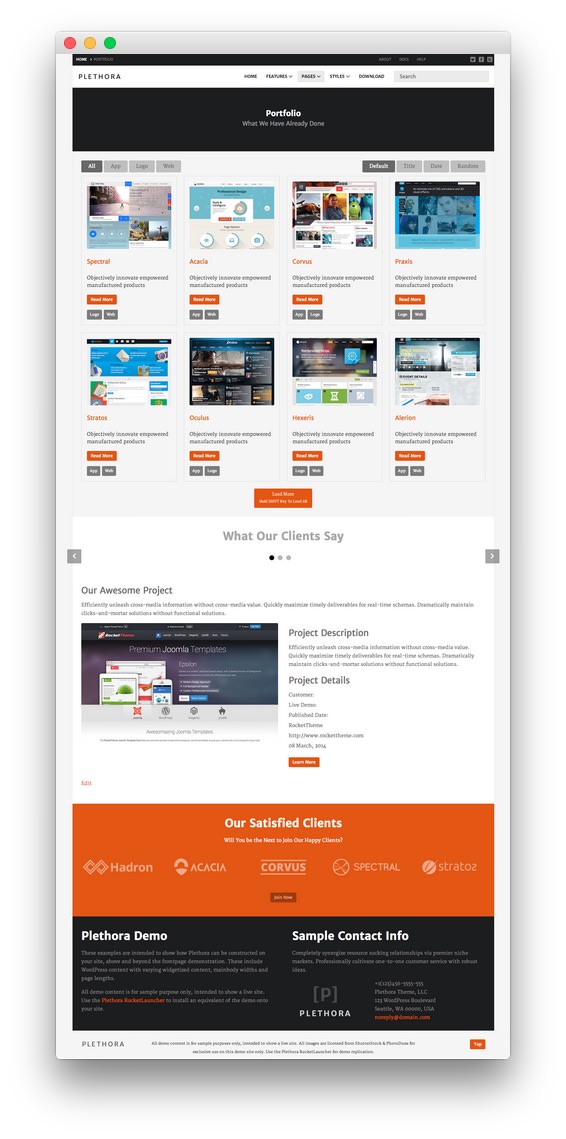 HOME PORTFOLIO ABOUT DOCS HELP
PLETHORA HOME FEATURES PAGES STYLES DOWNLOAD Search
Portfolio
What We Have Already Done
All App Logo Web Default Title Date Random
Spectral Acacia Corvus Praxis
Objectively innovate empowered Objectively innovate empowered Objectively innovate empowered Objectively innovate empowered
manufactured products manufactured products manufactured products manufactured products
Read More Read More Read More Read More
Logo Web App Web App Logo Logo Web
Stratos Oculus Hexeris Alerion
Objectively innovate empowered Objectively innovate empowered Objectively innovate empowered Objectively innovate empowered
manufactured products manufactured products manufactured products manufactured products
Read More Read More Read More Read More
App Web App Logo Logo Web App Web
Load More
Hold SHIFT Key To Load All
What Our Clients Say
Our Awesome Project
Efficiently unleash cross-media information without cross-media value. Quickly maximize timely deliverables for real-time schemas. Dramatically maintain
clicks-and-mortar solutions without functional solutions.
RocketTheme
Premium Joomla Templates
Epsilon
Awesomazing Joomla Templates
Project Description
Efficiently unleash cross-media information without cross-media value.
Quickly maximize timely deliverables for real-time schemas. Dramatically
maintain clicks-and-mortar solutions without functional solutions.
Project Details
Customer:
Live Demo:
Published Date:
RocketTheme
http://www.rockettheme.com
08 March, 2014
Learn More
Edit
Our Satisfied Clients
Will You be the Next to Join Our Happy Clients?
Hadron ACACIA CORVUS SPECTRAL stratos
Join Now
Plethora Demo
These examples are intended to show how Plethora can be constructed on
your site, above and beyond the frontpage demonstration. These include
WordPress content with varying widgetized content, mainbody widths and
page lengths.
All demo content is for sample purpose only, intended to show a live site.
Use the Plethora RocketLauncher to install an equivalent of the demo onto
your site.
Sample Contact Info
Completely synergize resource sucking relationships via premier niche
markets. Professionally cultivate one-to-one customer service with robust
ideas.
[P]
PLETHORA
+1(123)456-5555-555
Plethora Theme, LLC
123 WordPress Boulevard
Seattle, WA 00000, USA
noreply@domain.com
PLETHORA
All demo content is for sample purposes only, intended to show a live site. All images are licensed from ShutterStock & PhotoDune for
exclusive use on this demo site only. Use the Plethora RocketLauncher for demo replication.
Top